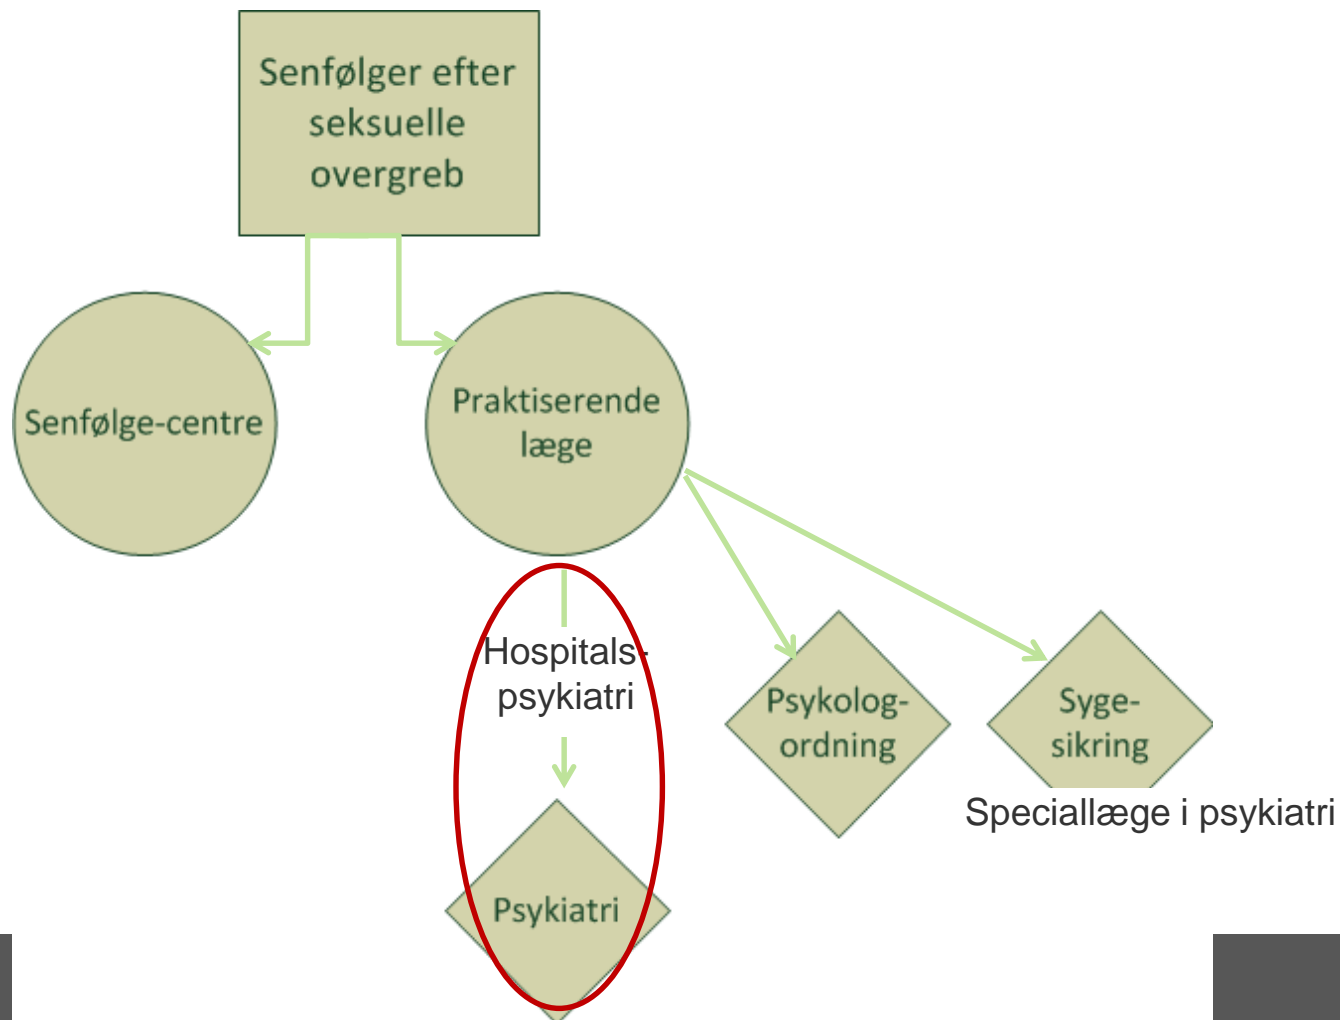 Senfølger efter
seksuelle
overgreb
Senfølge-centre
Praktiserende
læge
Hospitals-
psykiatri
Psykolog-
ordning
Syge-
sikring
Speciallæge i psykiatri
Psykiatri